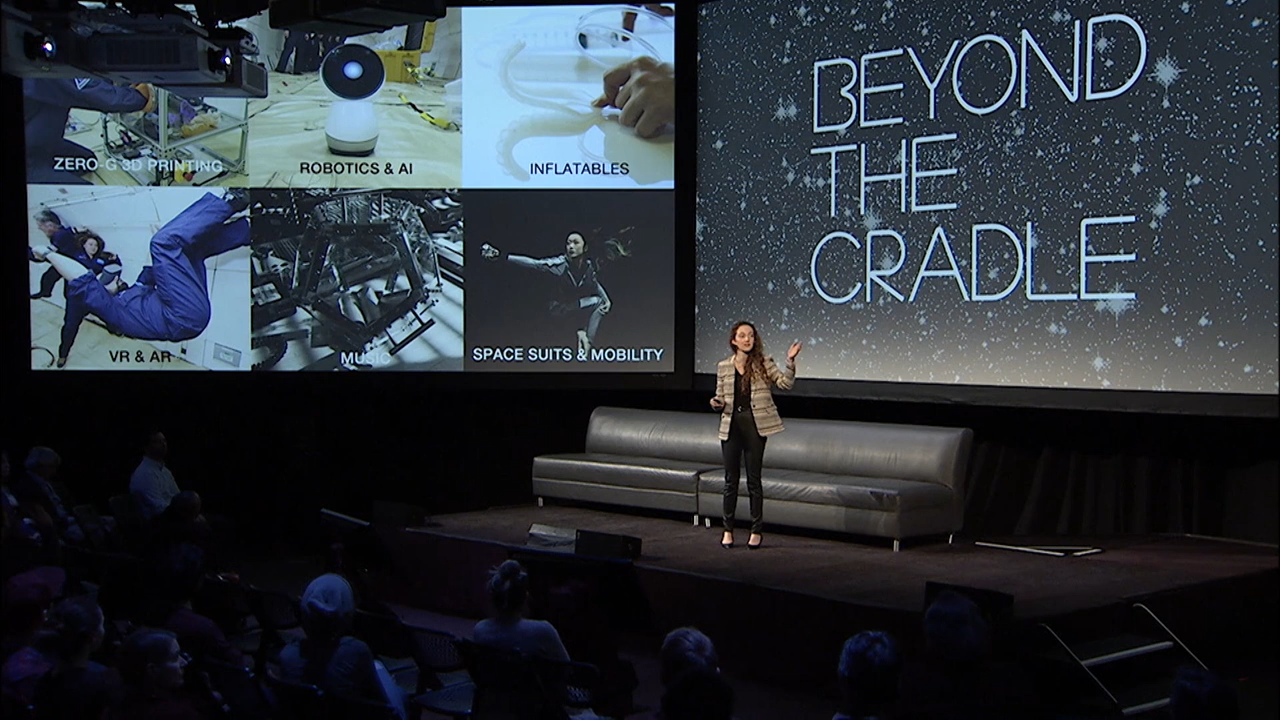 ZERO-G 3D PRINTING
ROBOTICS & AI
INFLATABLES
VR & AR
MUSIC
SPACE SUITS & MOBILITY
BEYOND
THE
CRADLE